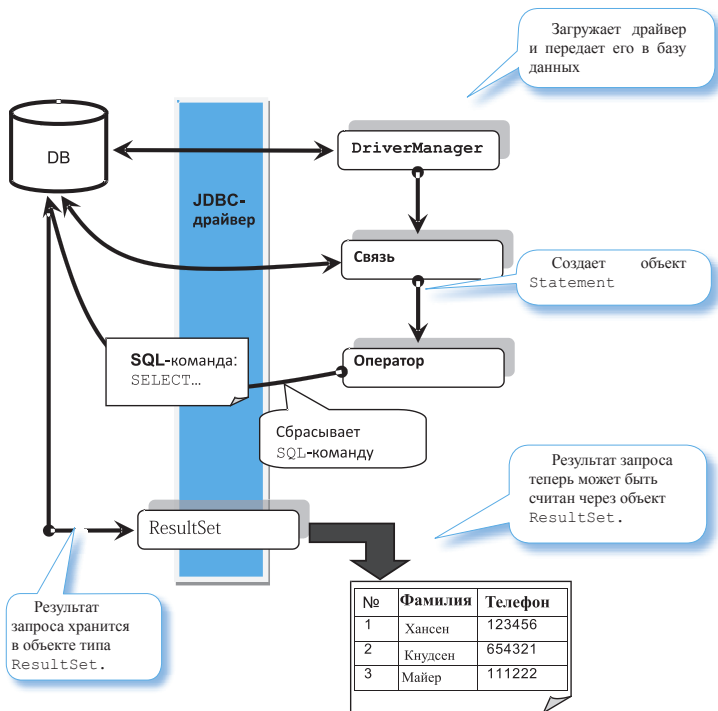 Загружает драйвер
и передает его в базу
данных
DB
DriverManager
JDBC-
драйвер
Связь
Создает объект
Statement
SQL-команда:
SELECT...
Оператор
Сбрасывает
SQL-команду
Результат запроса
теперь может быть
считан через объект
ResultSet.
ResultSet
Результат
запроса хранится
в объекте типа
ResultSet.
№ Фамилия Телефон
1 Хансен 123456
2 Кнудсен 654321
3 Майер 111222